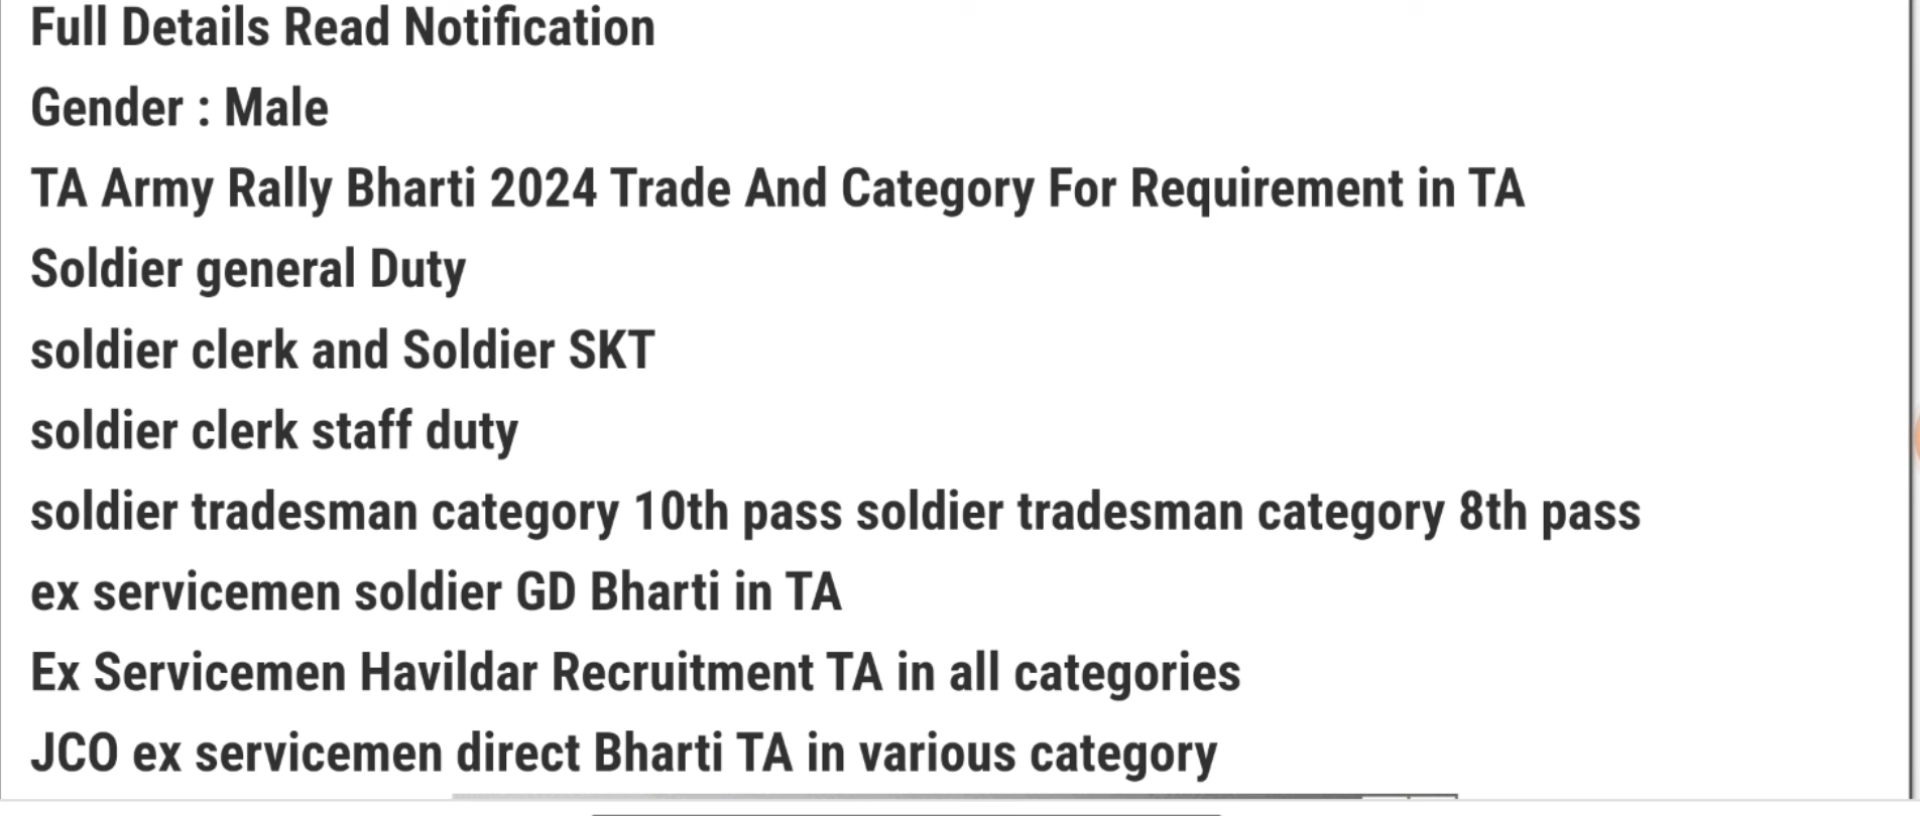 Full Details Read Notification
Gender : Male
TA Army Rally Bharti 2024 Trade And Category For Requirement in TA
Soldier general Duty
soldier clerk and Soldier SKT
soldier clerk staff duty
soldier tradesman category 10th pass soldier tradesman category 8th pass
ex servicemen soldier GD Bharti in TA
Ex Servicemen Havildar Recruitment TA in all categories
JCO ex servicemen direct Bharti TA in various category